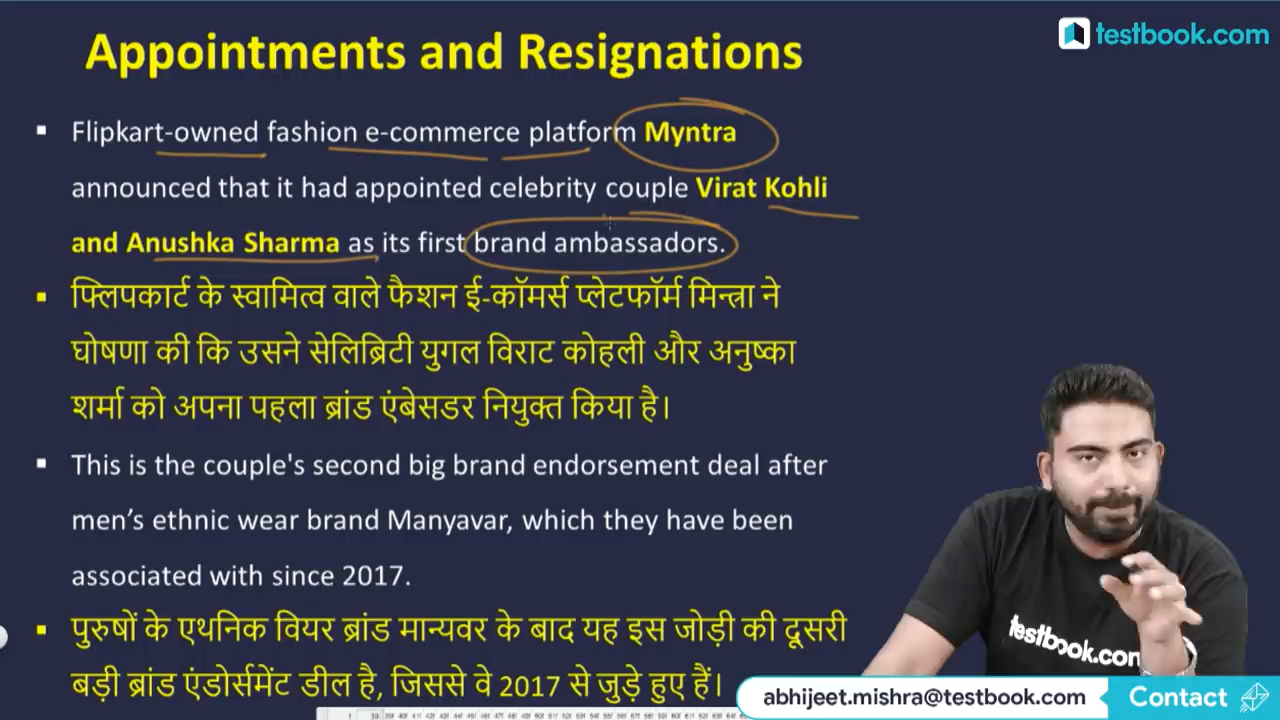 Appointments and Resignations
testbook.com
▪ Flipkart-owned fashion e-commerce platform Myntra
announced that it had appointed celebrity couple Virat Kohli
and Anushka Sharma as its first brand ambassadors.
▪ फ्लिपकार्ट के स्वामित्व वाले फैशन ई-कॉमर्स प्लेटफॉर्म मिन्त्रा ने
घोषणा की कि उसने सेलिब्रिटी युगल विराट कोहली और अनुष्का
शर्मा को अपना पहला ब्रांड एंबेसडर नियुक्त किया है।
▪ This is the couple's second big brand endorsement deal after
men’s ethnic wear brand Manyavar, which they have been
associated with since 2017.
▪ पुरुषों के एथनिक वियर ब्रांड मान्यवर के बाद यह इस जोड़ी की दूसरी
बड़ी ब्रांड एंडोर्समेंट डील है, जिससे वे 2017 से जुड़े हुए हैं।
testbook.com
abhijeet.mishra@testbook.com
Contact